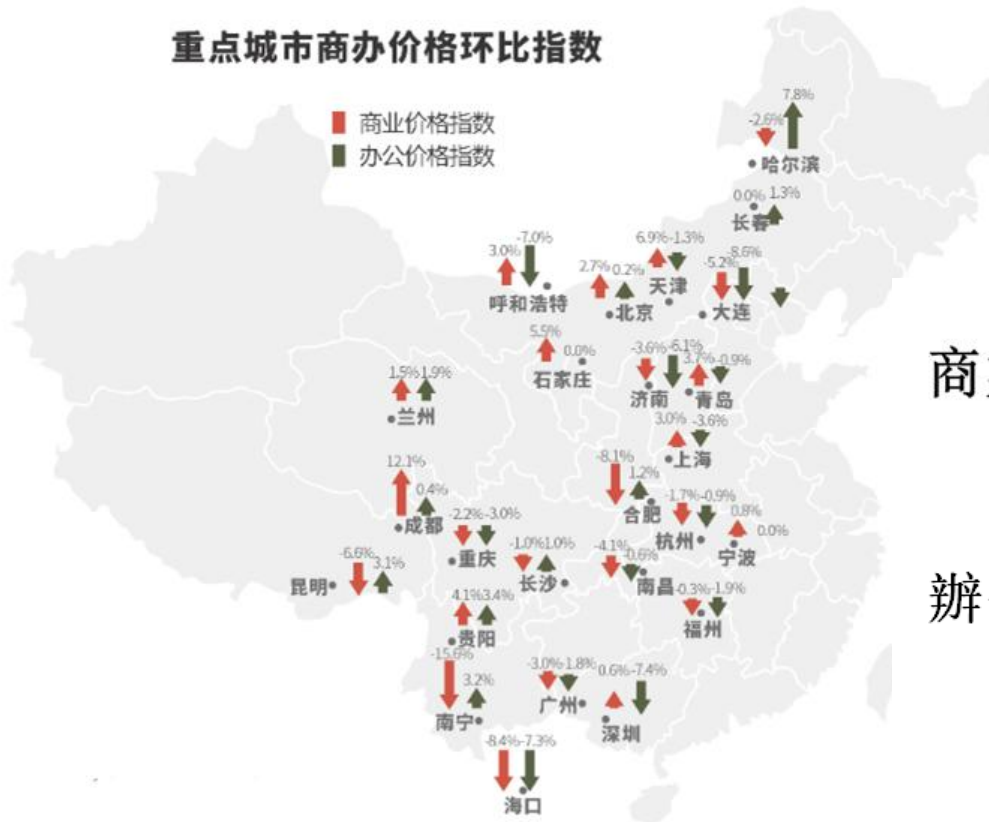 重点城市商办价格环比指数
商业价格指数
办公价格指数
7.8%
-2.6%
哈尔滨
0.0% 1.3%
长春
-7.0%
3.0%
呼和浩特
2.7% 0.2%
北京
6.9% -1.3%
天津
-8.6%
-5.2%
大连
5.5%
0.0%
石家庄
-3.6% -6.1%
济南
3.7% -0.9%
青岛
1.5% 1.9%
兰州
3.0% -3.6%
上海
12.1%
0.4%
成都
-8.1%
1.2%
合肥
-1.7% -0.9%
杭州
0.8%
0.0%
宁波
-2.2% -3.0%
重庆
-1.0% 1.0%
长沙
-4.1%
-0.6%
南昌
-6.6%
3.1%
昆明
-0.3% -1.9%
福州
4.1% 3.4%
贵阳
-15.6%
3.2%
南宁
-3.0% -1.8%
广州
0.6% -7.4%
深圳
-8.4% -7.3%
海口
商
辦